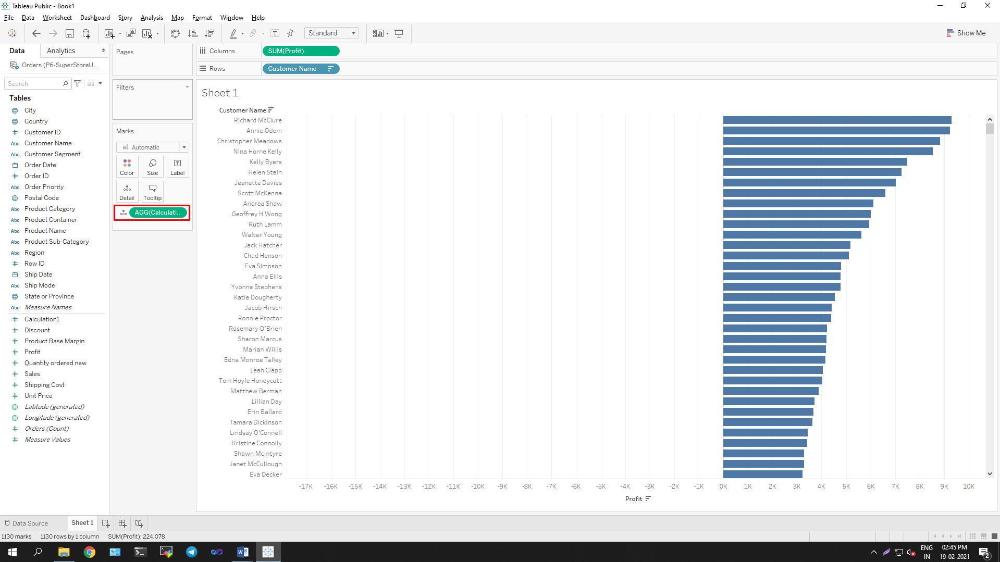 Tableau Public - Book1
File Data Worksheet Dashboard Story Analysis Map Format Window Help
Standard
Show Me
Data Analytics
Orders (P6-SuperStoreU...
Search
Tables
City
Country
Customer ID
Abc Customer Name
Abc Customer Segment
Order Date
Order ID
Abc Order Priority
Postal Code
Abc Product Category
Abc Product Container
Abc Product Name
Abc Product Sub-Category
Abc Region
Row ID
Ship Date
Abc Ship Mode
State or Province
Abc Measure Names
Calculation1
Discount
Product Base Margin
Profit
Quantity ordered new
Sales
Shipping Cost
Unit Price
Latitude (generated)
Longitude (generated)
Orders (Count)
Measure Values
Pages
Filters
Marks
Automatic
Color Size Label
Detail Tooltip
AGG(Calculati..
Columns SUM(Profit)
Rows Customer Name
Sheet 1
Customer Name
Richard McClure
Annie Odom
Christopher Meadows
Nina Horne Kelly
Kelly Byers
Helen Stein
Jeanette Davies
Scott McKenna
Andrea Shaw
Geoffrey H Wong
Ruth Lamm
Walter Young
Jack Hatcher
Chad Henson
Eva Simpson
Anna Ellis
Yvonne Stephens
Katie Dougherty
Jacob Hirsch
Ronnie Proctor
Rosemary O'Brien
Sharon Marcus
Marian Willis
Edna Monroe Talley
Leah Clapp
Tom Hoyle Honeycutt
Matthew Berman
Lillian Day
Erin Ballard
Tamara Dickinson
Lindsay O'Connell
Kristine Connolly
Shawn McIntyre
Janet McCullough
Eva Decker
-17K -16K -15K -14K -13K -12K -11K -10K -9K -8K -7K -6K -5K -4K -3K -2K -1K 0K 1K 2K 3K 4K 5K 6K 7K 8K 9K 10K
Profit
Data Source Sheet 1
1130 marks 1130 rows by 1 column SUM(Profit): 224,078
ENG 02:45 PM
IN 19-02-2021 2